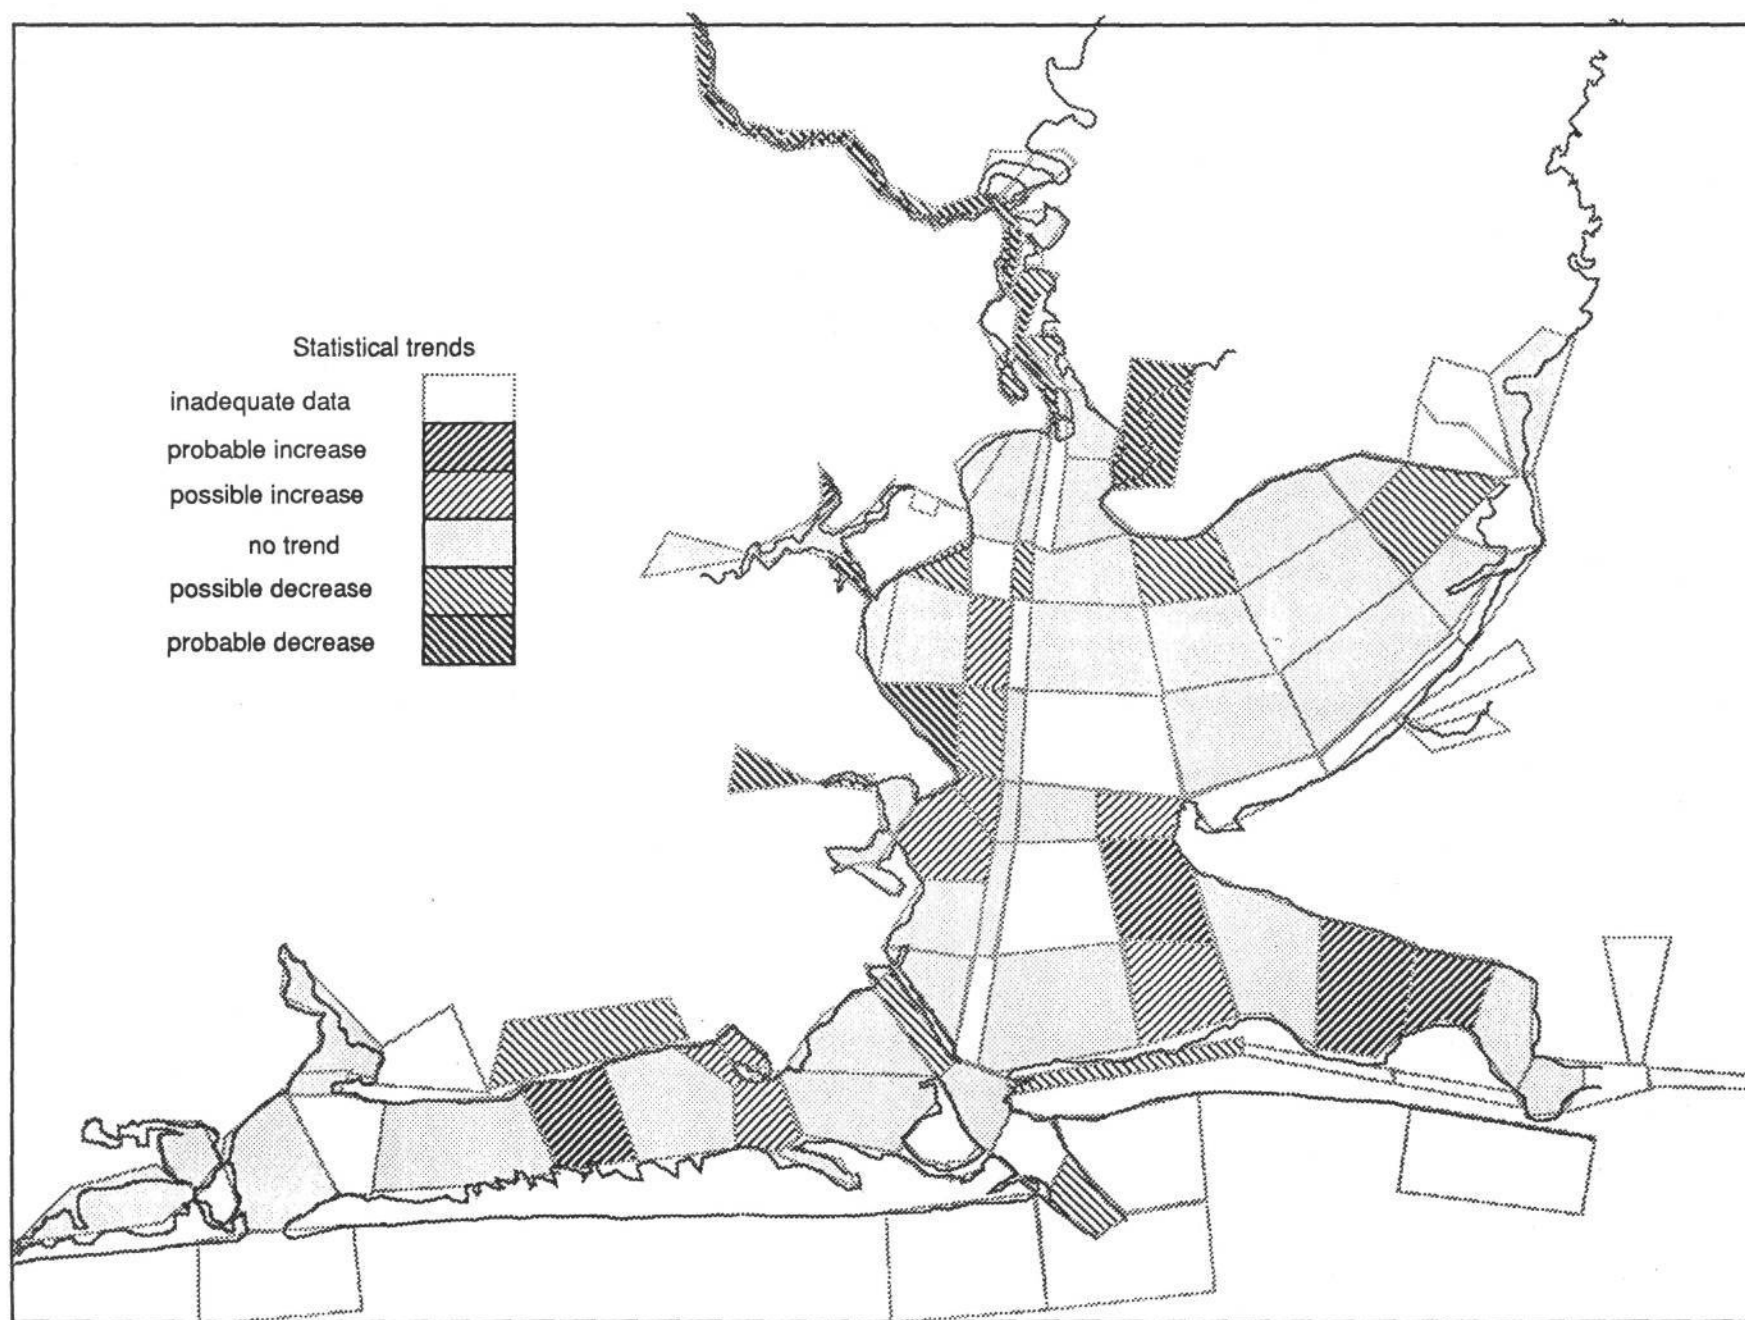 Statistical trends
inadequate data
probable increase
possible increase
no trend
possible decrease
probable decrease